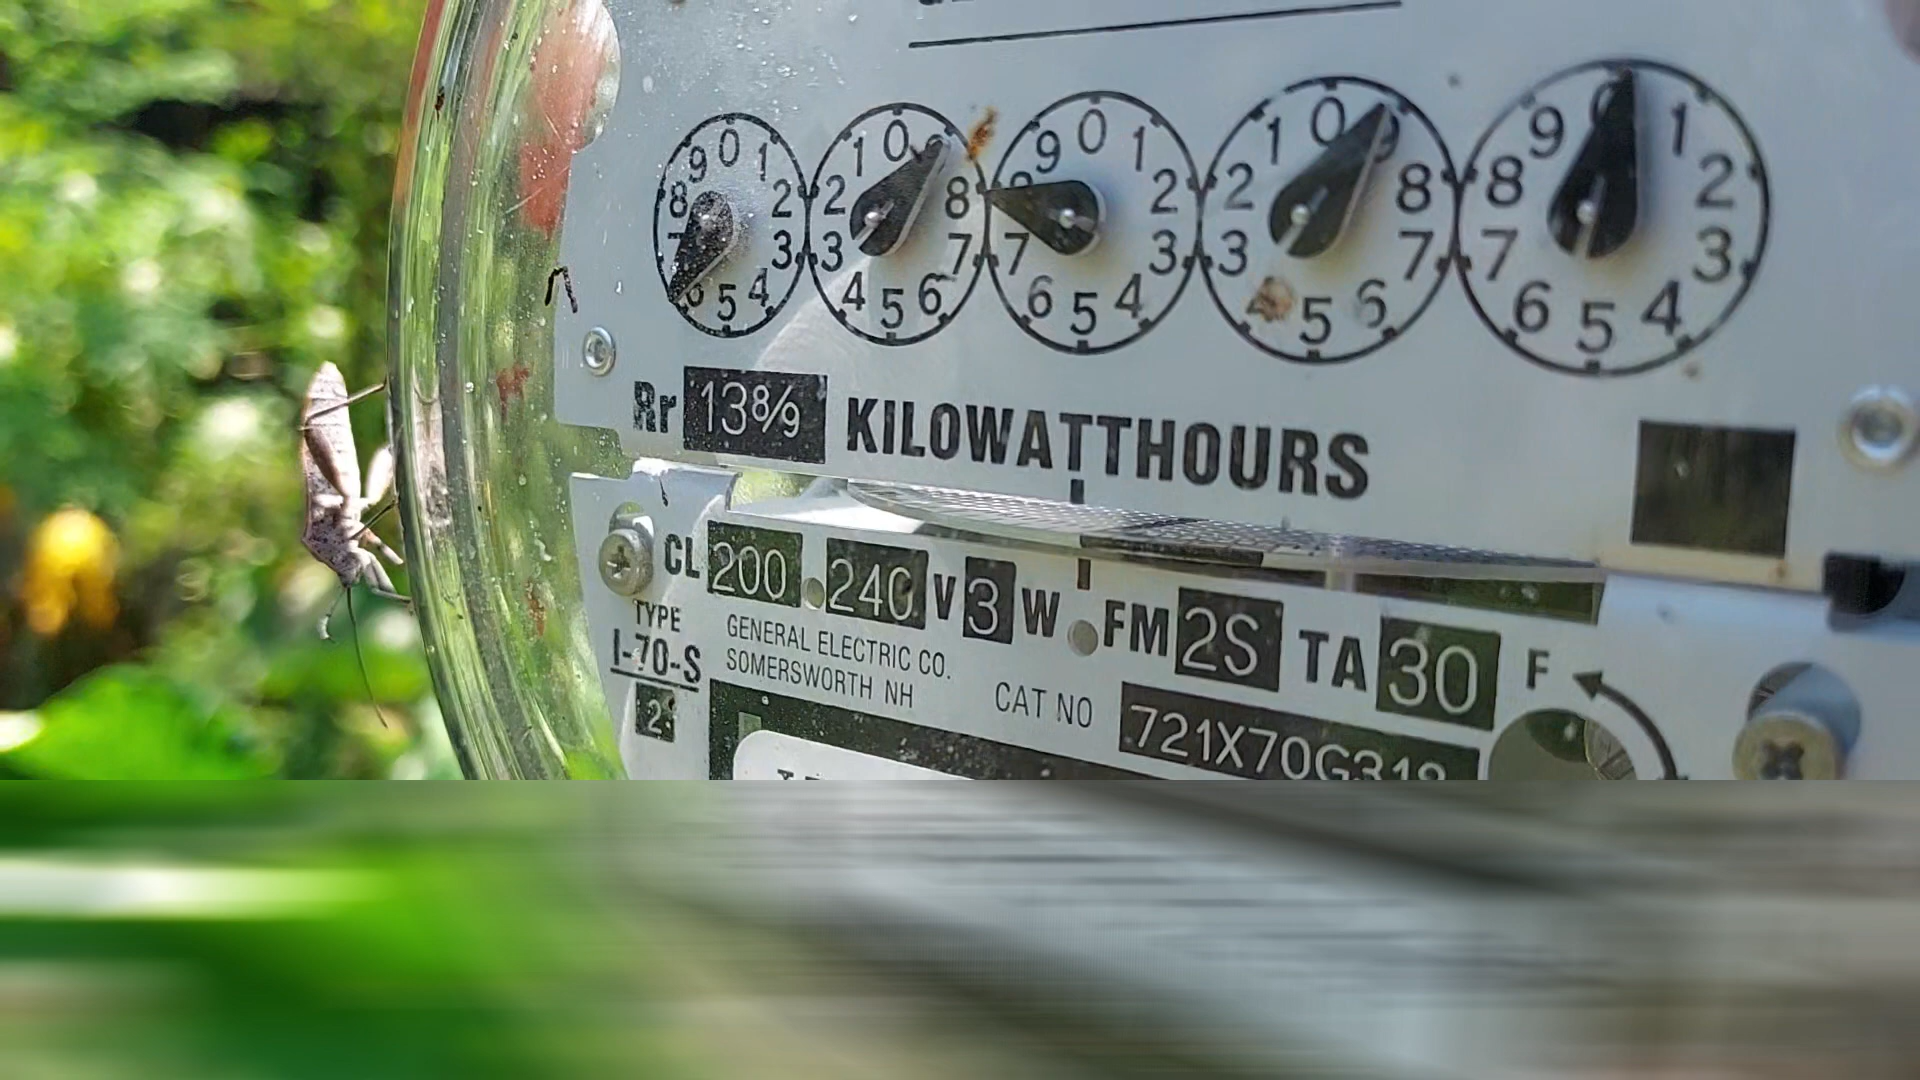 9 0 1 8 2 7 3 6 5 4
1 0 9 2 8 3 7 4 5 6
9 0 1 8 2 7 3 6 5 4
1 0 9 2 8 3 7 4 5 6
9 0 1 8 2 7 3 6 5 4
Rr 13 8/9 KILOWATTHOURS
CL 200 240 V 3 W FM 2S TA 30 F
TYPE
I-70-S
2
GENERAL ELECTRIC CO.
SOMERSWORTH NH
CAT NO 721X70G318